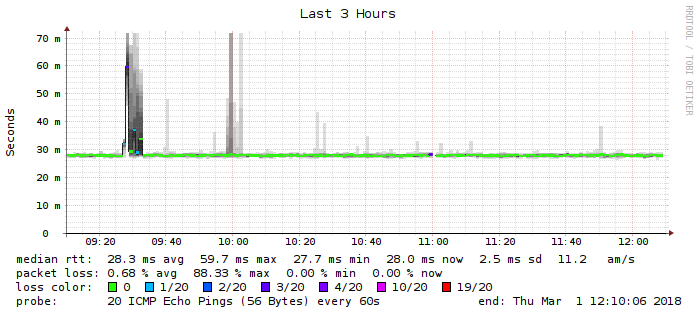 Last 3 Hours
RRDTOOL / TOBI OETIKER
Seconds
70 m
60 m
50 m
40 m
30 m
20 m
10 m
0
09:20 09:40 10:00 10:20 10:40 11:00 11:20 11:40 12:00
median rtt: 28.3 ms avg 59.7 ms max 27.7 ms min 28.0 ms now 2.5 ms sd 11.2 am/s
packet loss: 0.68 % avg 88.33 % max 0.00 % min 0.00 % now
loss color: 0 1/20 2/20 3/20 4/20 10/20 19/20
probe: 20 ICMP Echo Pings (56 Bytes) every 60s end: Thu Mar 1 12:10:06 2018